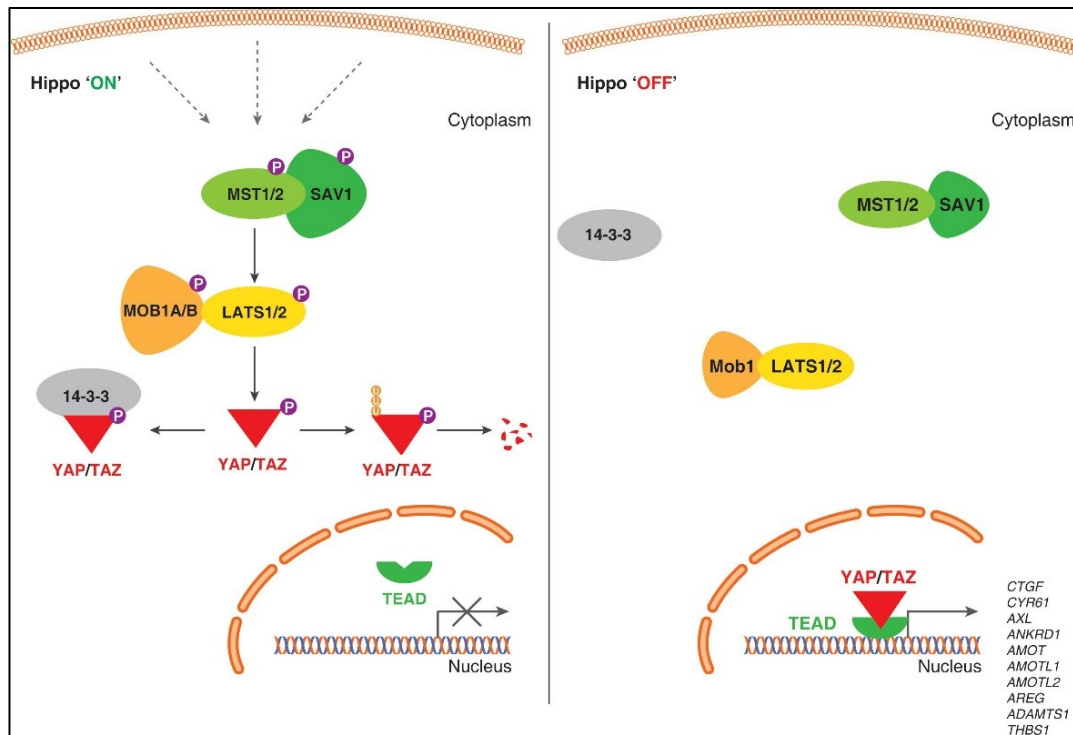 Hippo ‘ON’
Cytoplasm
P
P
MST1/2
SAV1
P
P
MOB1A/B
LATS1/2
14-3-3
P
YAP/TAZ
P
YAP/TAZ
U
U
U
P
YAP/TAZ
TEAD
Nucleus
Hippo ‘OFF’
Cytoplasm
MST1/2
SAV1
14-3-3
Mob1
LATS1/2
YAP/TAZ
TEAD
Nucleus
CTGF
CYR61
AXL
ANKRD1
AMOT
AMOTL1
AMOTL2
AREG
ADAMTS1
THBS1